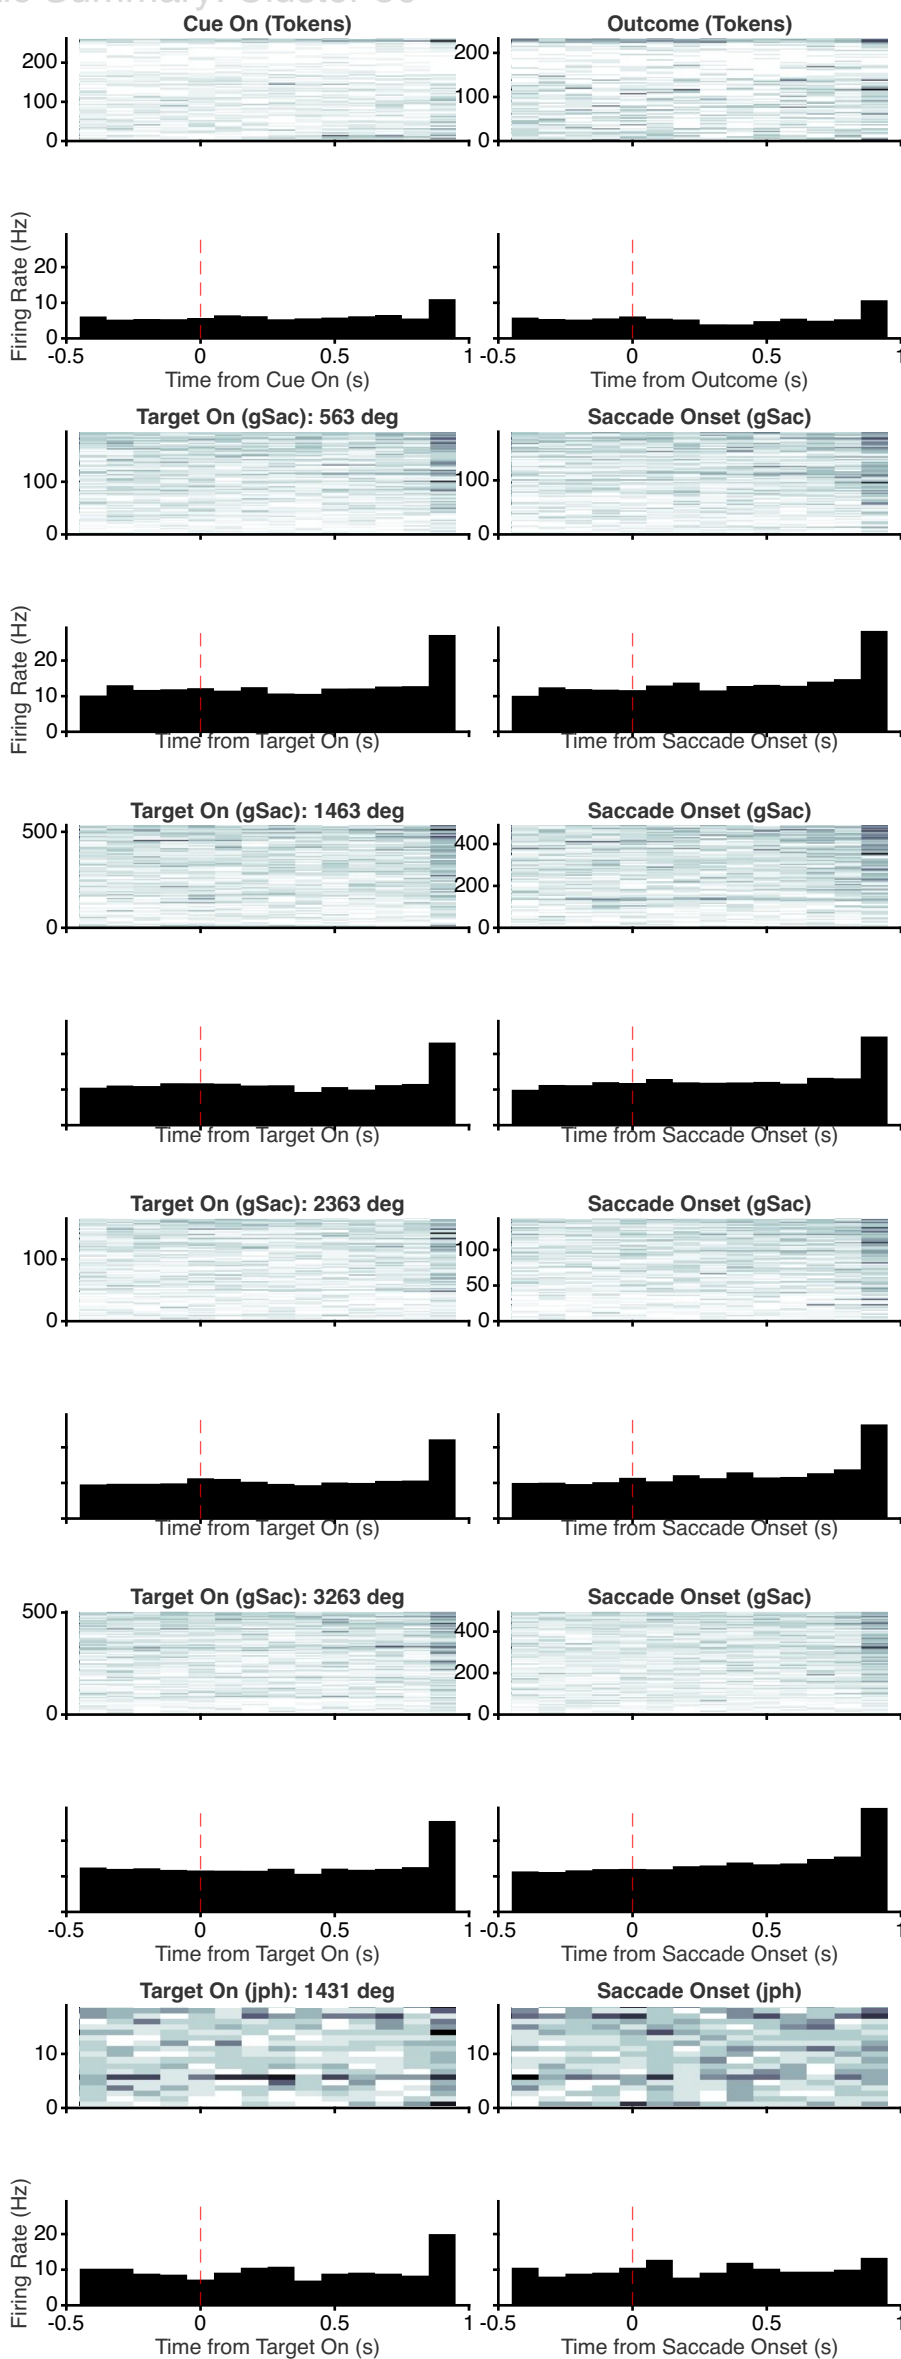 Summary: Cluster
Cue On (Tokens) Outcome (Tokens)
200 200
100 100
0 0
Firing Rate (Hz)
20
10
0
-0.5 0 0.5 1 -0.5 0 0.5 1
Time from Cue On (s) Time from Outcome (s)
Target On (gSac): 563 deg Saccade Onset (gSac)
100 100
0 0
Firing Rate (Hz)
20
10
0
Time from Target On (s) Time from Saccade Onset (s)
Target On (gSac): 1463 deg Saccade Onset (gSac)
500 400
200
0 0
Time from Target On (s) Time from Saccade Onset (s)
Target On (gSac): 2363 deg Saccade Onset (gSac)
100 100
50
0 0
Time from Target On (s) Time from Saccade Onset (s)
Target On (gSac): 3263 deg Saccade Onset (gSac)
500 400
200
0 0
-0.5 0 0.5 1 -0.5 0 0.5 1
Time from Target On (s) Time from Saccade Onset (s)
Target On (jph): 1431 deg Saccade Onset (jph)
10 10
0 0
Firing Rate (Hz)
20
10
0
-0.5 0 0.5 1 -0.5 0 0.5 1
Time from Target On (s) Time from Saccade Onset (s)